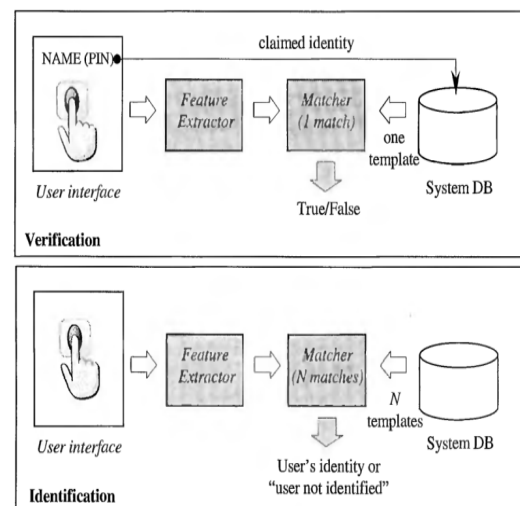 claimed identity
NAME (PIN)
Feature
Extractor
Matcher
(1 match)
one
template
User interface
System DB
True/False
Verification
Feature
Extractor
Matcher
(N matches)
N
templates
User interface
System DB
User's identity or
"user not identified"
Identification